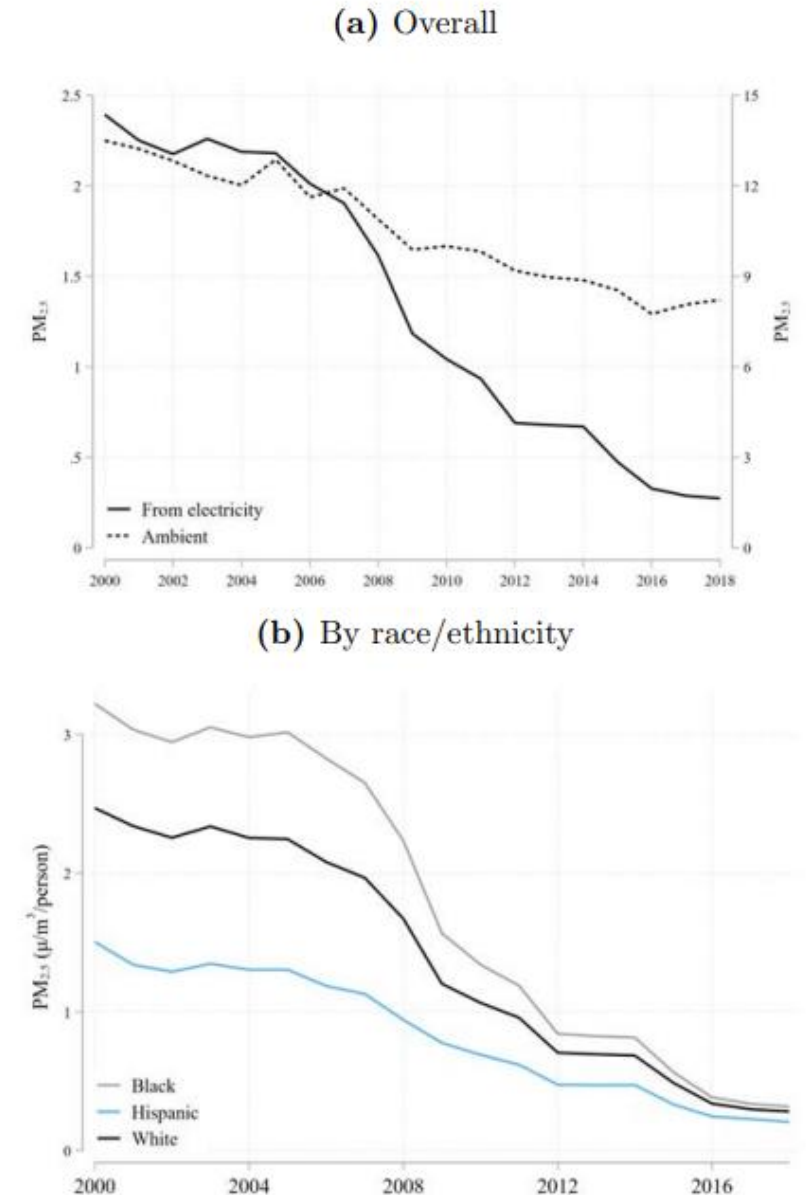 (a) Overall
2.5
2
1.5
1
.5
0
PM2.5
15
12
9
6
3
0
PM2.5
From electricity
Ambient
2000 2002 2004 2006 2008 2010 2012 2014 2016 2018
(b) By race/ethnicity
3
2
1
0
PM2.5 (µ/m³/person)
Black
Hispanic
White
2000 2004 2008 2012 2016